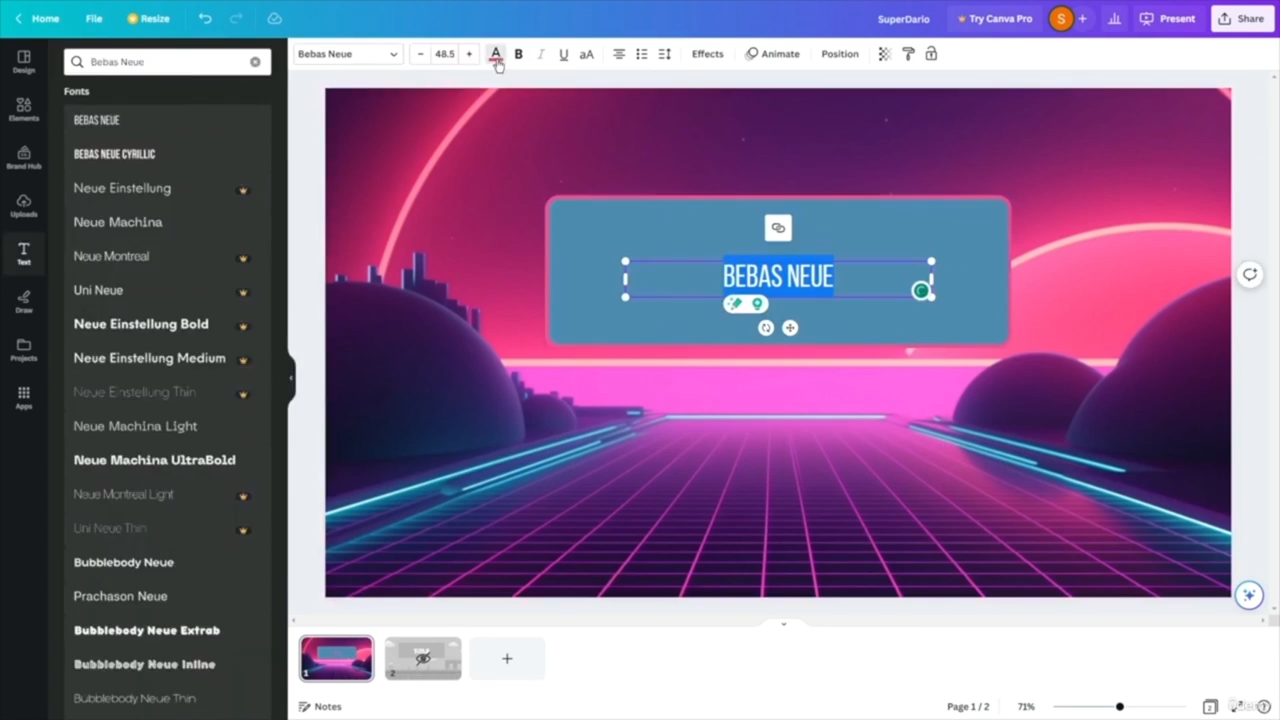 Home File Resize SuperDario Try Canva Pro S Present Share
Design
Elements
Brand Hub
Uploads
T
Text
Draw
Projects
Apps
Bebas Neue
Fonts
BEBAS NEUE
BEBAS NEUE CYRILLIC
Neue Einstellung
Neue Machina
Neue Montreal
Uni Neue
Neue Einstellung Bold
Neue Einstellung Medium
Neue Einstellung Thin
Neue Machina Light
Neue Machina UltraBold
Neue Montreal Light
Uni Neue Thin
Bubblebody Neue
Prachason Neue
Bubblebody Neue Extrab
Bubblebody Neue Inline
Bubblebody Neue Thin
Bebas Neue – 48.5 + A B I U aA Effects Animate Position
BEBAS NEUE
1
2
Notes Page 1 / 2 71% 2